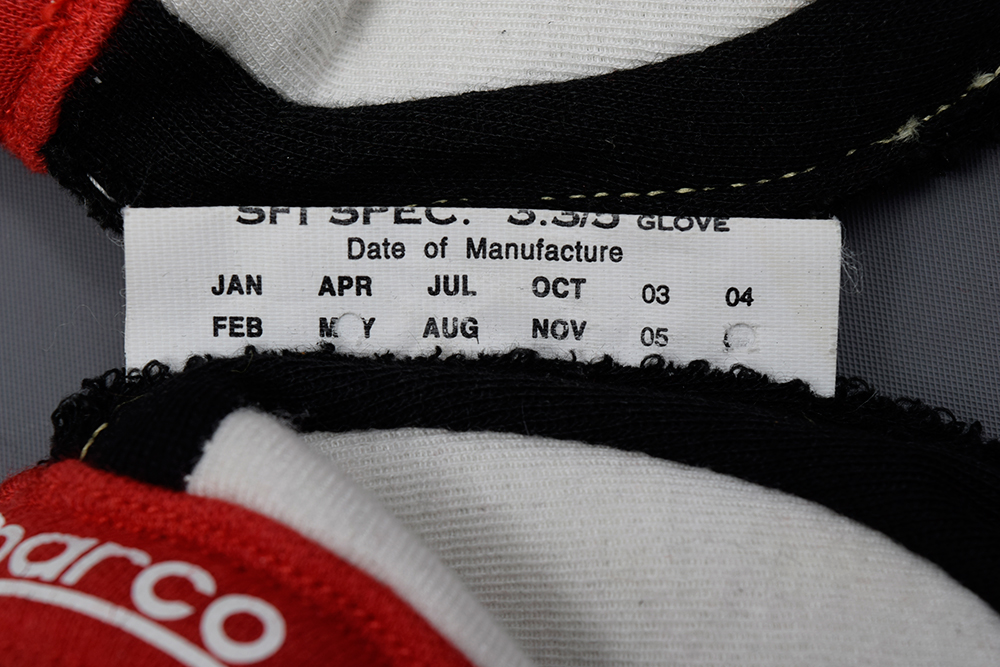 SFI SPEC. 3.3/5 GLOVE
Date of Manufacture
JAN APR JUL OCT 03 04
FEB M Y AUG NOV 05
arco